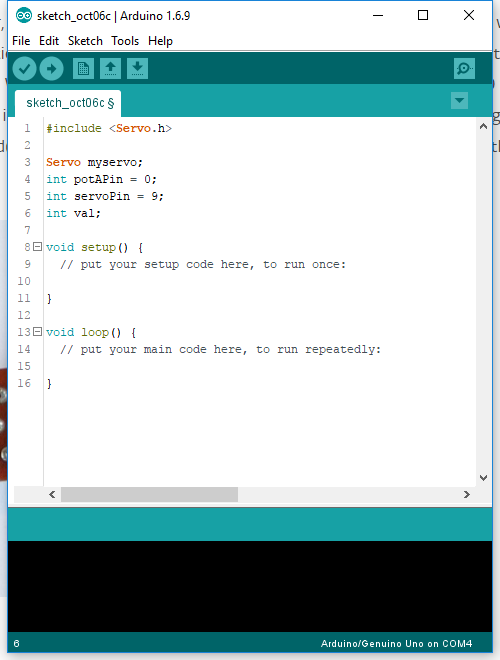 sketch_oct06c | Arduino 1.6.9
File Edit Sketch Tools Help
sketch_oct06c §
1 #include <Servo.h>
2
3 Servo myservo;
4 int potAPin = 0;
5 int servoPin = 9;
6 int val;
7
8 void setup() {
9 // put your setup code here, to run once:
10
11 }
12
13 void loop() {
14 // put your main code here, to run repeatedly:
15
16 }
6 Arduino/Genuino Uno on COM4